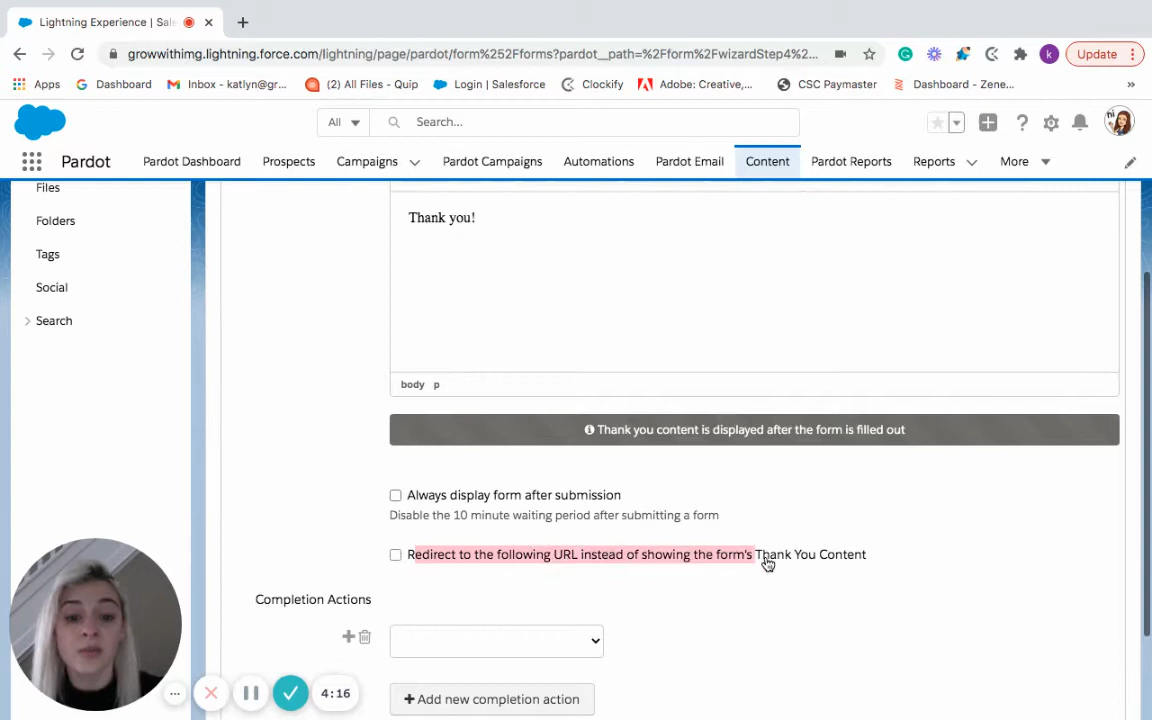 Lightning Experience | Sale
growwithimg.lightning.force.com/lightning/page/pardot/form%252Fforms?pardot__path=%2Fform%2FwizardStep4%2...
Update
Apps
Dashboard
Inbox - katlyn@gr...
All Files - Quip
Login | Salesforce
Clockify
Adobe: Creative,...
CSC Paymaster
Dashboard - Zene...
»
All
Search...
hi
Pardot
Pardot Dashboard
Prospects
Campaigns
Pardot Campaigns
Automations
Pardot Email
Content
Pardot Reports
Reports
More
Files
Folders
Tags
Social
Search
Thank you!
body p
Thank you content is displayed after the form is filled out
Always display form after submission
Disable the 10 minute waiting period after submitting a form
Redirect to the following URL instead of showing the form's Thank You Content
Completion Actions
+ Add new completion action
... 4:16